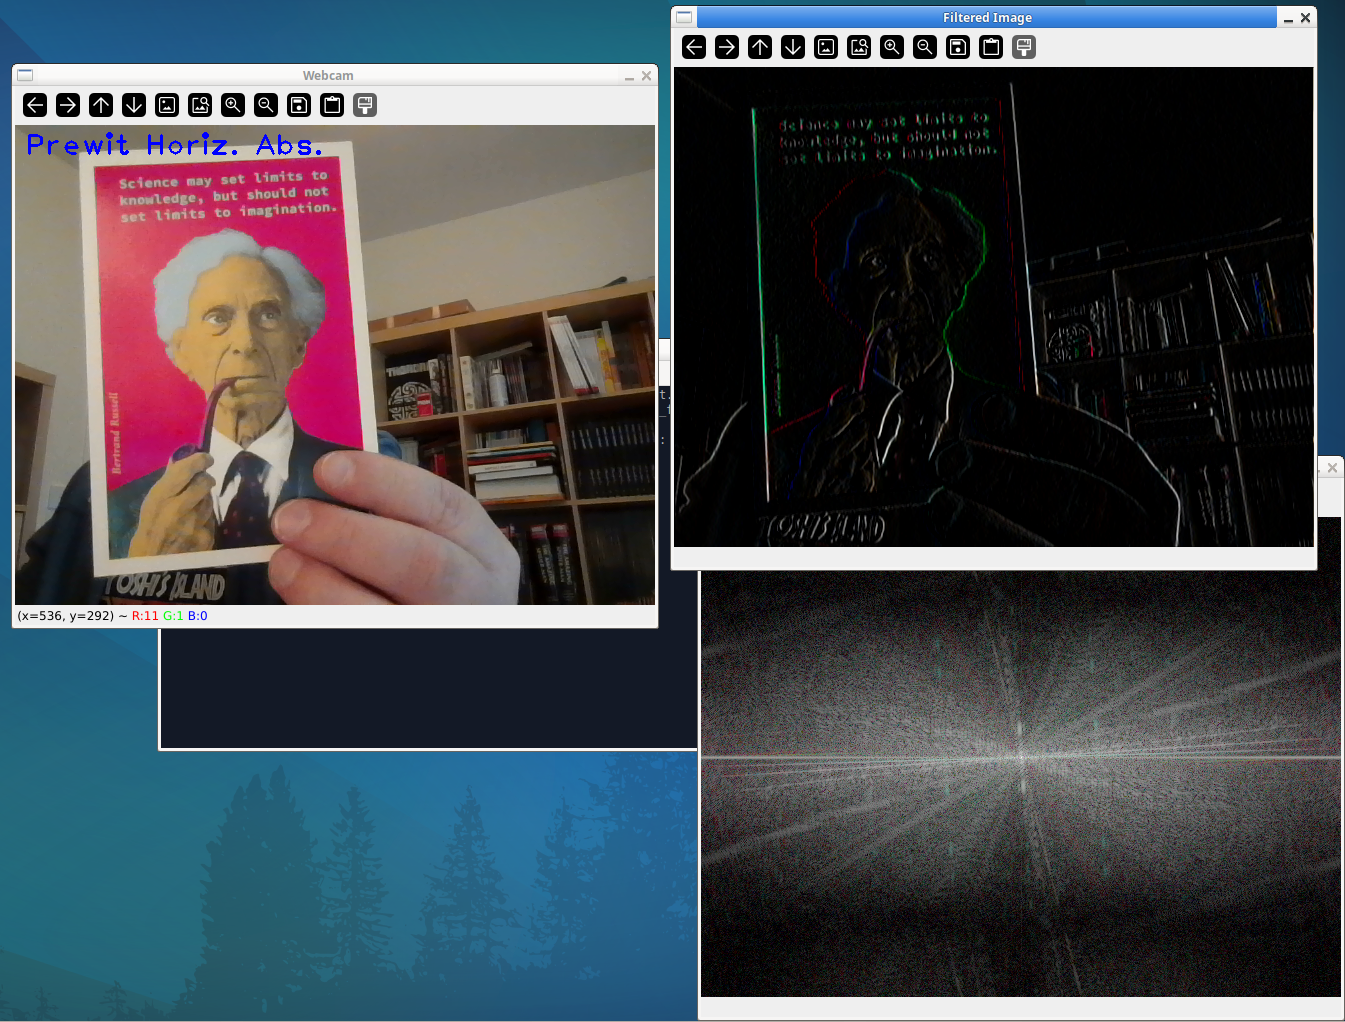 Webcam
Prewit Horiz. Abs.
Science may set limits to
knowledge, but should not
set limits to imagination.
Bertrand Russell
YOSHI'S ISLAND
(x=536, y=292) ~ R:11 G:1 B:0
Filtered Image
Science may set limits to
knowledge, but should not
set limits to imagination.
YOSHI'S ISLAND